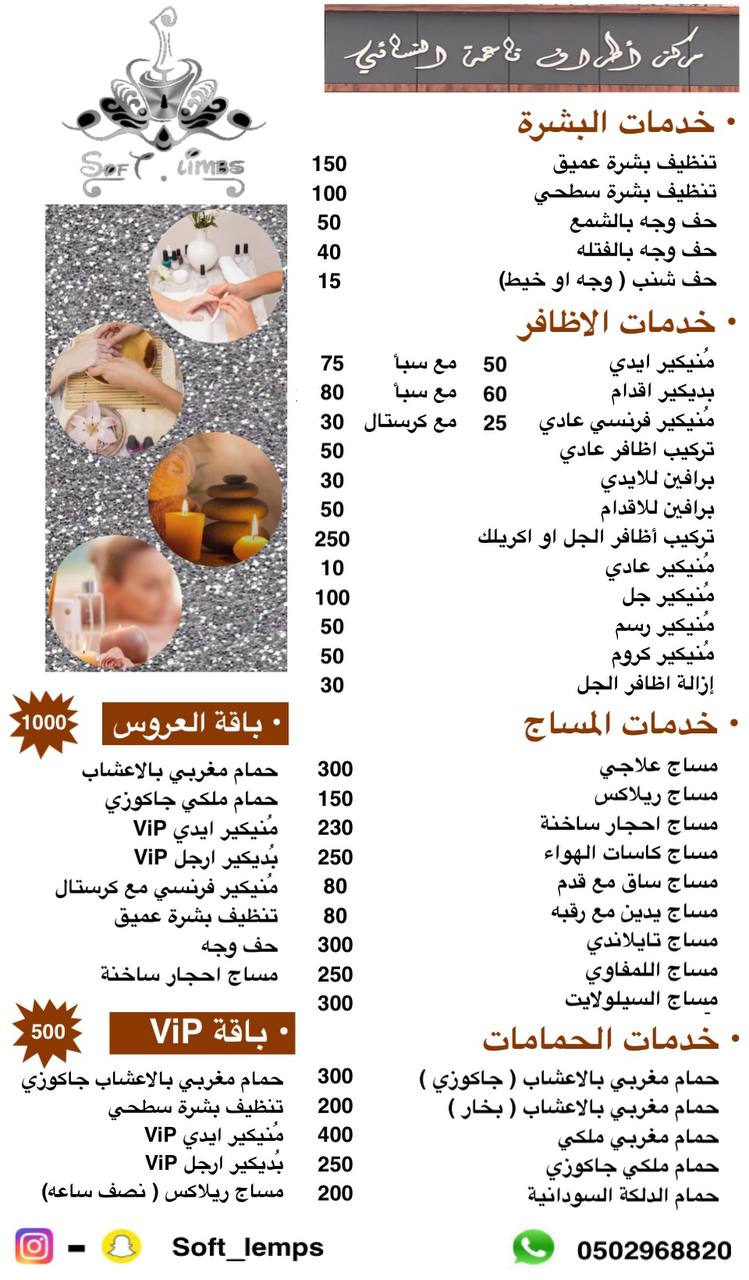 مركز أطراف ناعمة النسائي
SofT . limBs
• خدمات البشرة
تنظيف بشرة عميق 150
تنظيف بشرة سطحي 100
حف وجه بالشمع 50
حف وجه بالفتله 40
حف شنب ( وجه او خيط) 15
• خدمات الاظافر
مُنيكير ايدي 50 مع سبأ 75
بديكير اقدام 60 مع سبأ 80
مُنيكير فرنسي عادي 25 مع كرستال 30
تركيب اظافر عادي 50
برافين للايدي 30
برافين للاقدام 50
تركيب أظافر الجل او اكريلك 250
مُنيكير عادي 10
مُنيكير جل 100
مُنيكير رسم 50
مُنيكير كروم 50
إزالة اظافر الجل 30
• خدمات المساج
مساج علاجي 300
مساج ريلاكس 150
مساج احجار ساخنة 230
مساج كاسات الهواء 250
مساج ساق مع قدم 80
مساج يدين مع رقبه 80
مساج تايلاندي 300
مساج اللمفاوي 250
مساج السيلولايت 300
• خدمات الحمامات
حمام مغربي بالاعشاب ( جاكوزي ) 300
حمام مغربي بالاعشاب ( بخار ) 200
حمام مغربي ملكي 400
حمام ملكي جاكوزي 250
حمام الدلكة السودانية 200
• باقة العروس 1000
حمام مغربي بالاعشاب
حمام ملكي جاكوزي
مُنيكير ايدي ViP
بُديكير ارجل ViP
مُنيكير فرنسي مع كرستال
تنظيف بشرة عميق
حف وجه
مساج احجار ساخنة
• باقة ViP 500
حمام مغربي بالاعشاب جاكوزي
تنظيف بشرة سطحي
مُنيكير ايدي ViP
بُديكير ارجل ViP
مساج ريلاكس ( نصف ساعه)
0502968820
- Soft_lemps